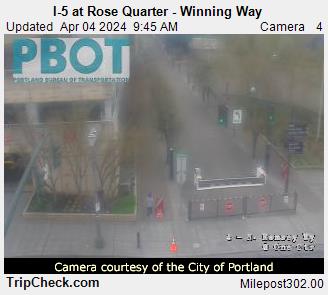 I-5 at Rose Quarter - Winning Way
Updated Apr 04 2024 9:45 AM Camera 4
PBOT
PORTLAND BUREAU OF TRANSPORTATION
Camera courtesy of the City of Portland
TripCheck.com Milepost302.00